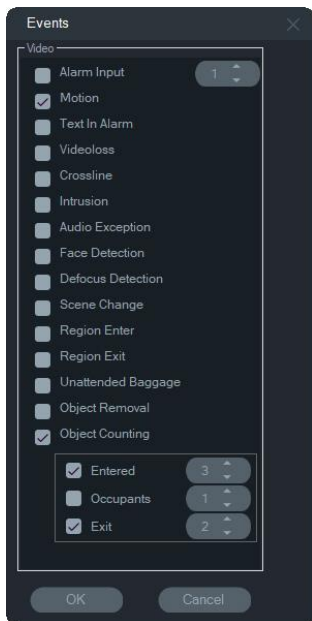 Events
Video
Alarm Input 1
Motion
Text In Alarm
Videoloss
Crossline
Intrusion
Audio Exception
Face Detection
Defocus Detection
Scene Change
Region Enter
Region Exit
Unattended Baggage
Object Removal
Object Counting
Entered 3
Occupants 1
Exit 2
OK Cancel